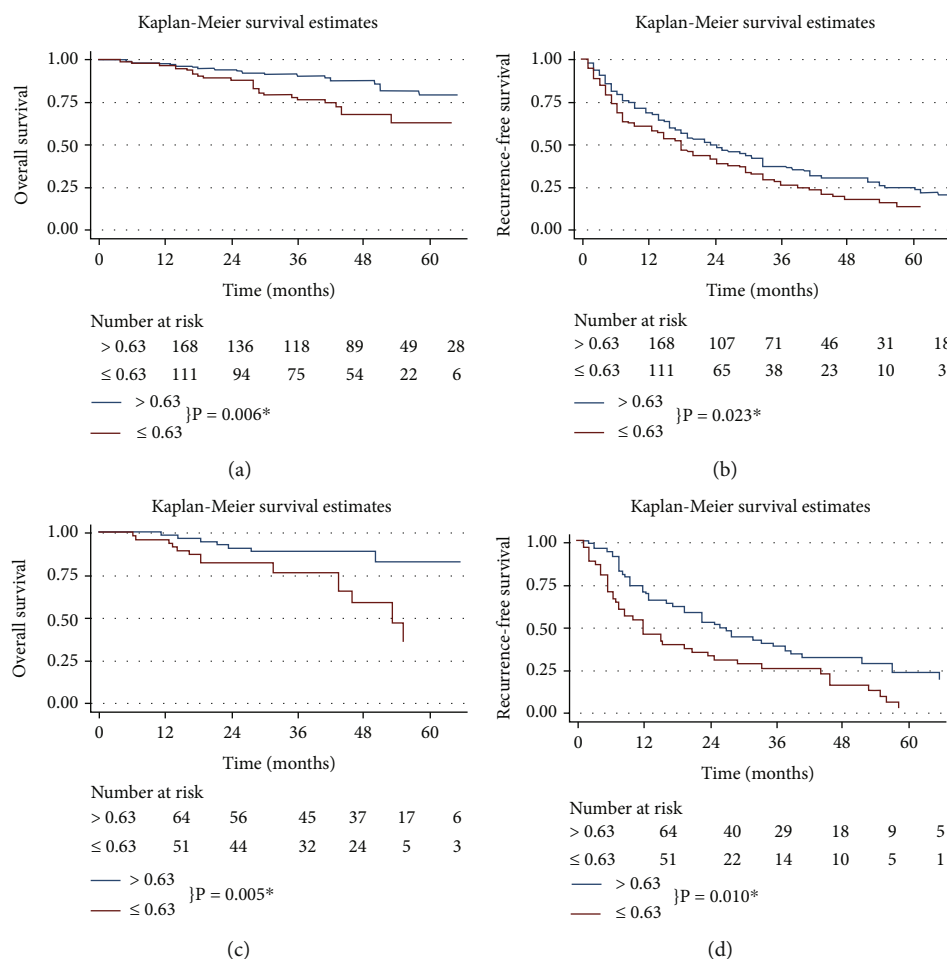 Kaplan-Meier survival estimates
1.00
0.75
0.50
0.25
0.00
Overall survival
0 12 24 36 48 60
Time (months)
Number at risk
> 0.63 168 136 118 89 49 28
≤ 0.63 111 94 75 54 22 6
> 0.63
}P = 0.006*
≤ 0.63
(a)
Kaplan-Meier survival estimates
1.00
0.75
0.50
0.25
0.00
Recurrence-free survival
0 12 24 36 48 60
Time (months)
Number at risk
> 0.63 168 107 71 46 31 18
≤ 0.63 111 65 38 23 10 3
> 0.63
}P = 0.023*
≤ 0.63
(b)
Kaplan-Meier survival estimates
1.00
0.75
0.50
0.25
0.00
Overall survival
0 12 24 36 48 60
Time (months)
Number at risk
> 0.63 64 56 45 37 17 6
≤ 0.63 51 44 32 24 5 3
> 0.63
}P = 0.005*
≤ 0.63
(c)
Kaplan-Meier survival estimates
1.00
0.75
0.50
0.25
0.00
Recurrence-free survival
0 12 24 36 48 60
Time (months)
Number at risk
> 0.63 64 40 29 18 9 5
≤ 0.63 51 22 14 10 5 1
> 0.63
}P = 0.010*
≤ 0.63
(d)